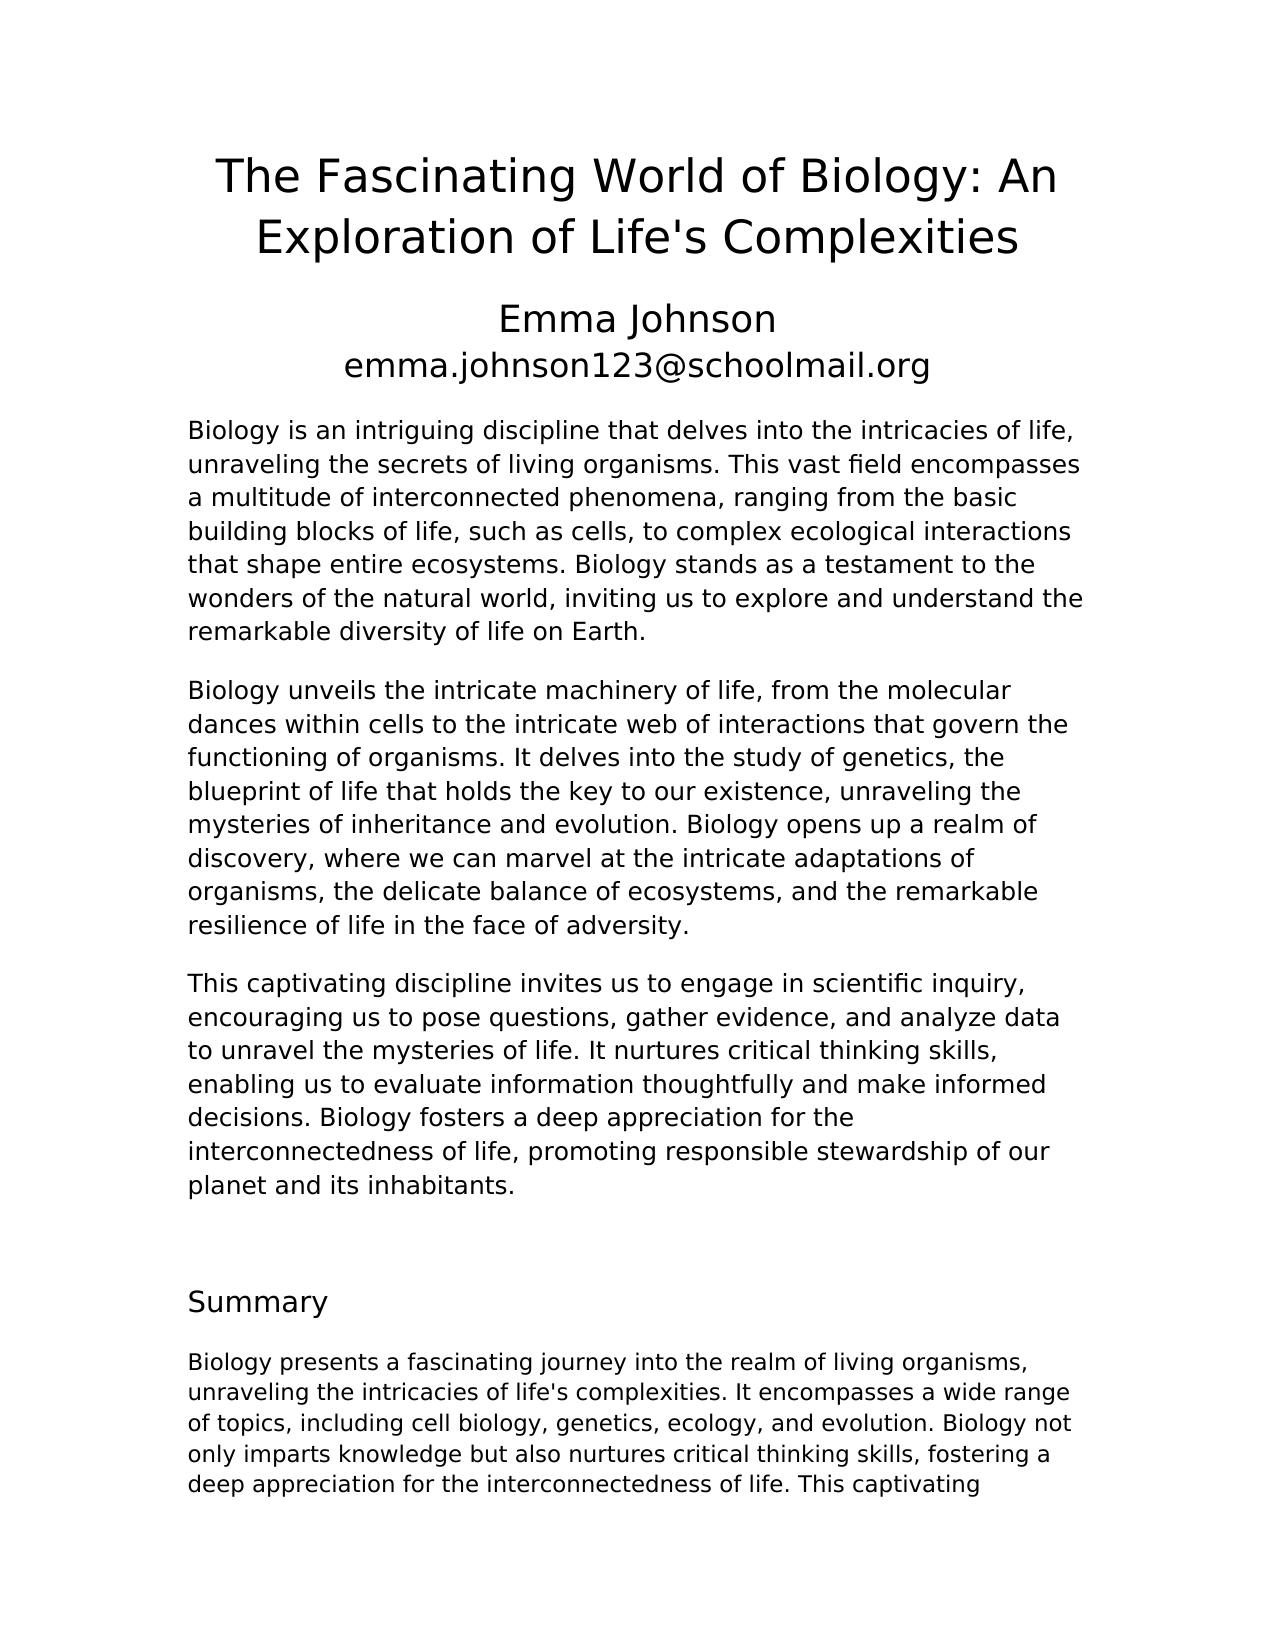 The Fascinating World of Biology: An
Exploration of Life's Complexities
Emma Johnson
emma.johnson123@schoolmail.org
Biology is an intriguing discipline that delves into the intricacies of life,
unraveling the secrets of living organisms. This vast field encompasses
a multitude of interconnected phenomena, ranging from the basic
building blocks of life, such as cells, to complex ecological interactions
that shape entire ecosystems. Biology stands as a testament to the
wonders of the natural world, inviting us to explore and understand the
remarkable diversity of life on Earth.
Biology unveils the intricate machinery of life, from the molecular
dances within cells to the intricate web of interactions that govern the
functioning of organisms. It delves into the study of genetics, the
blueprint of life that holds the key to our existence, unraveling the
mysteries of inheritance and evolution. Biology opens up a realm of
discovery, where we can marvel at the intricate adaptations of
organisms, the delicate balance of ecosystems, and the remarkable
resilience of life in the face of adversity.
This captivating discipline invites us to engage in scientific inquiry,
encouraging us to pose questions, gather evidence, and analyze data
to unravel the mysteries of life. It nurtures critical thinking skills,
enabling us to evaluate information thoughtfully and make informed
decisions. Biology fosters a deep appreciation for the
interconnectedness of life, promoting responsible stewardship of our
planet and its inhabitants.
Summary
Biology presents a fascinating journey into the realm of living organisms,
unraveling the intricacies of life's complexities. It encompasses a wide range
of topics, including cell biology, genetics, ecology, and evolution. Biology not
only imparts knowledge but also nurtures critical thinking skills, fostering a
deep appreciation for the interconnectedness of life. This captivating